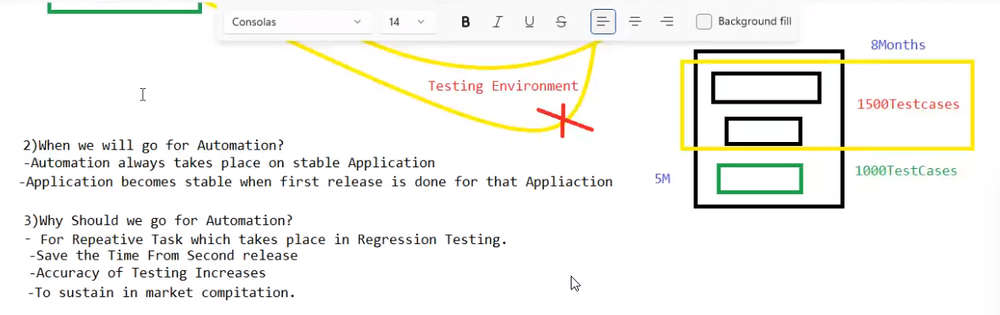 Consolas
14
B I U S
Background fill
8Months
Testing Environment
1500Testcases
2)When we will go for Automation?
-Automation always takes place on stable Application
-Application becomes stable when first release is done for that Appliaction
5M
1000TestCases
3)Why Should we go for Automation?
- For Repeative Task which takes place in Regression Testing.
-Save the Time From Second release
-Accuracy of Testing Increases
-To sustain in market compitation.